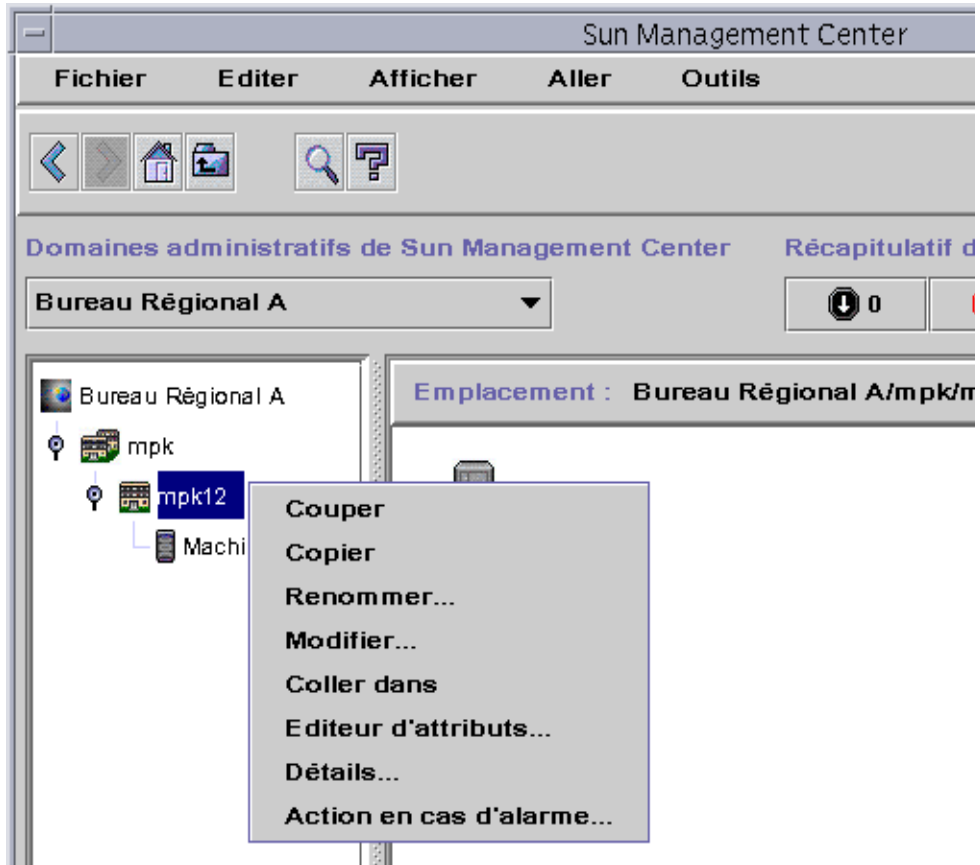 Sun Management Center
Fichier Editer Afficher Aller Outils
Domaines administratifs de Sun Management Center Récapitulatif
Bureau Régional A 0
Bureau Régional A
Emplacement : Bureau Régional A/mpk/
mpk
mpk12
Couper
Copier
Renommer...
Modifier...
Coller dans
Editeur d'attributs...
Détails...
Action en cas d'alarme...